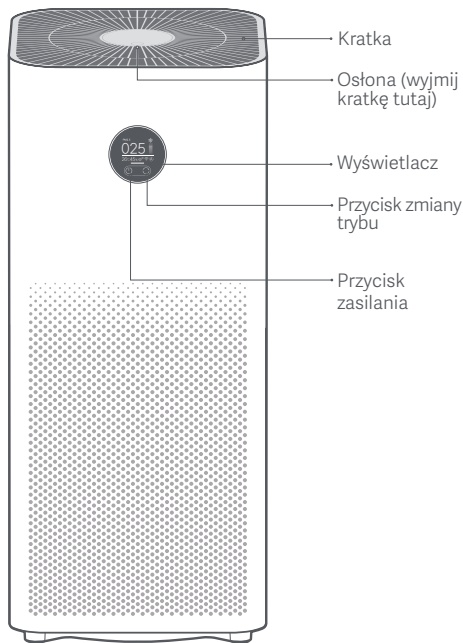 Kratka
Osłona (wyjmij
kratkę tutaj)
025
Wyświetlacz
Przycisk zmiany
trybu
Przycisk
zasilania